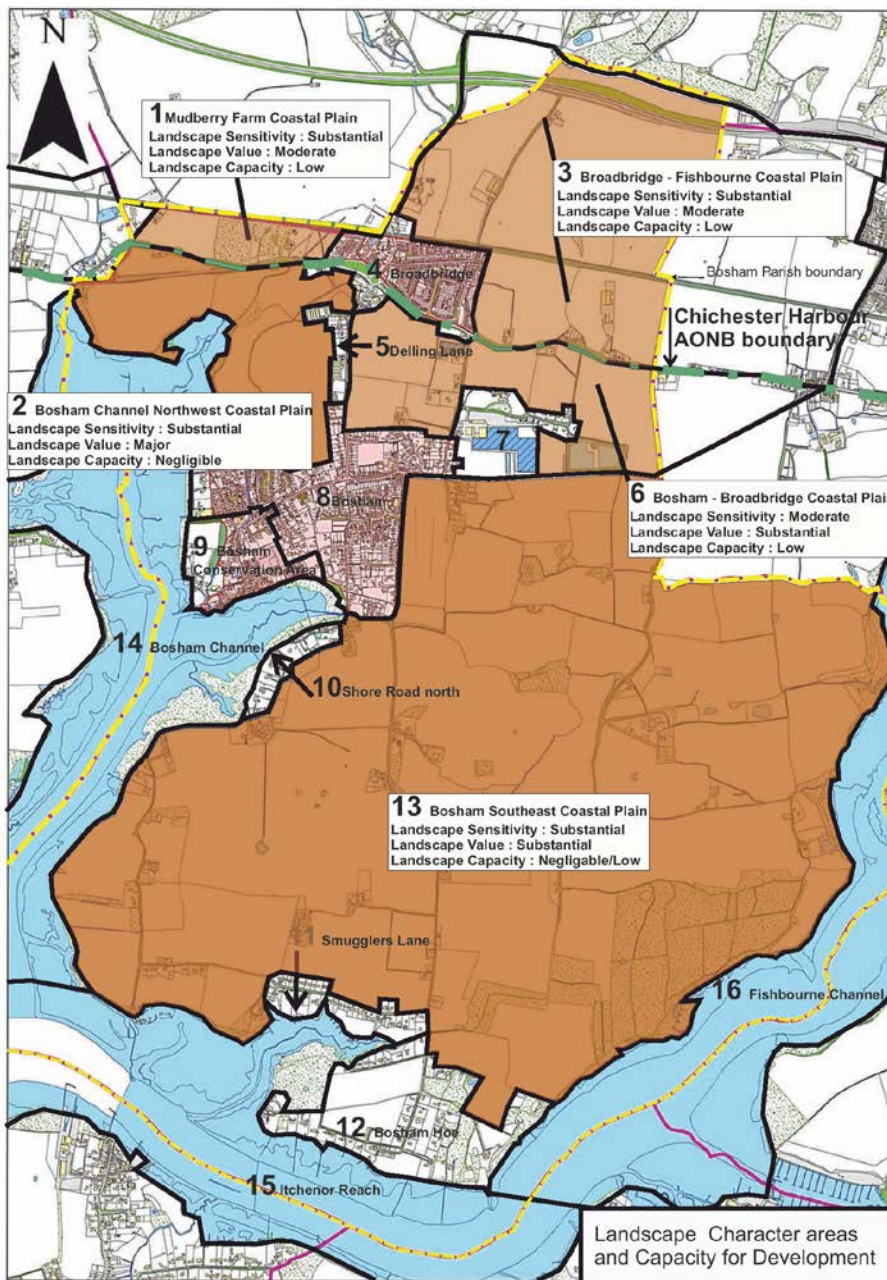 N
1 Mudberry Farm Coastal Plain
Landscape Sensitivity : Substantial
Landscape Value : Moderate
Landscape Capacity : Low
3 Broadbridge - Fishbourne Coastal Plain
Landscape Sensitivity : Substantial
Landscape Value : Moderate
Landscape Capacity : Low
4 Broadbridge
Bosham Parish boundary
Chichester Harbour
AONB boundary
5 Delling Lane
2 Bosham Channel Northwest Coastal Plain
Landscape Sensitivity : Substantial
Landscape Value : Major
Landscape Capacity : Negligible
7
8 Bosham
6 Bosham - Broadbridge Coastal Plai
Landscape Sensitivity : Moderate
Landscape Value : Substantial
Landscape Capacity : Low
9 Bosham
Conservation Area
14 Bosham Channel
10 Shore Road north
13 Bosham Southeast Coastal Plain
Landscape Sensitivity : Substantial
Landscape Value : Substantial
Landscape Capacity : Negligable/Low
Smugglers Lane
16 Fishbourne Channel
12 Bosham Hoe
15 Itchenor Reach
Landscape Character areas
and Capacity for Development